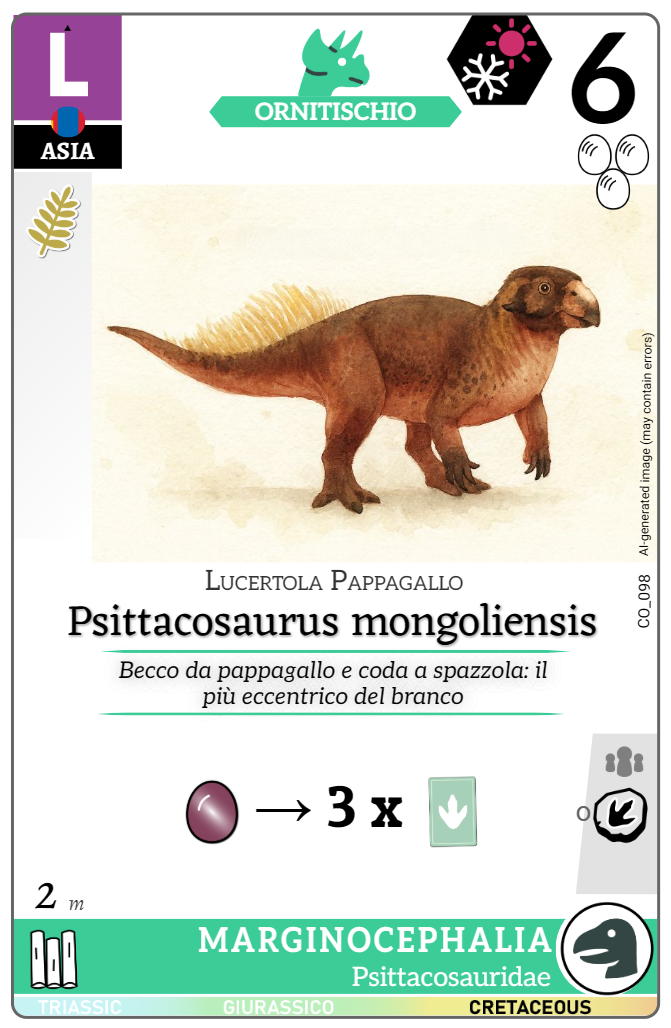 L
ASIA
ORNITISCHIO
6
AI-generated image (may contain errors)
CO_098
Lucertola Pappagallo
Psittacosaurus mongoliensis
Becco da pappagallo e coda a spazzola: il
più eccentrico del branco
→ 3 x
O
2 m
MARGINOCEPHALIA
Psittacosauridae
TRIASSIC GIURASSICO CRETACEOUS